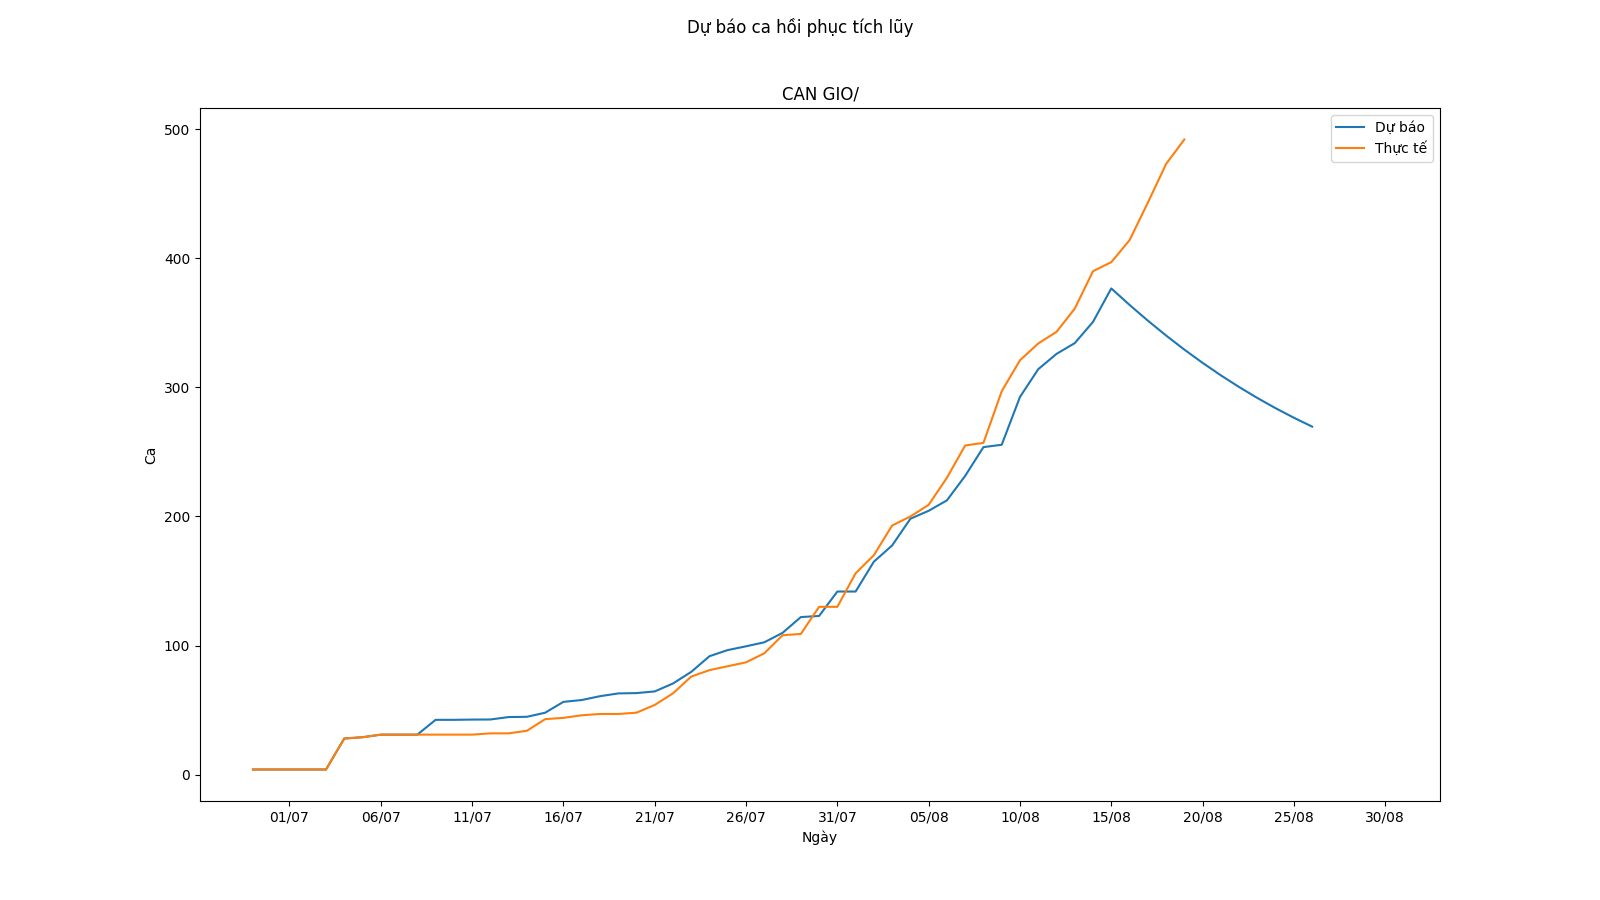 Dự báo ca hồi phục tích lũy
CAN GIO/
500
400
300
200
100
0
Ca
Dự báo
Thực tế
01/07 06/07 11/07 16/07 21/07 26/07 31/07 05/08 10/08 15/08 20/08 25/08 30/08
Ngày